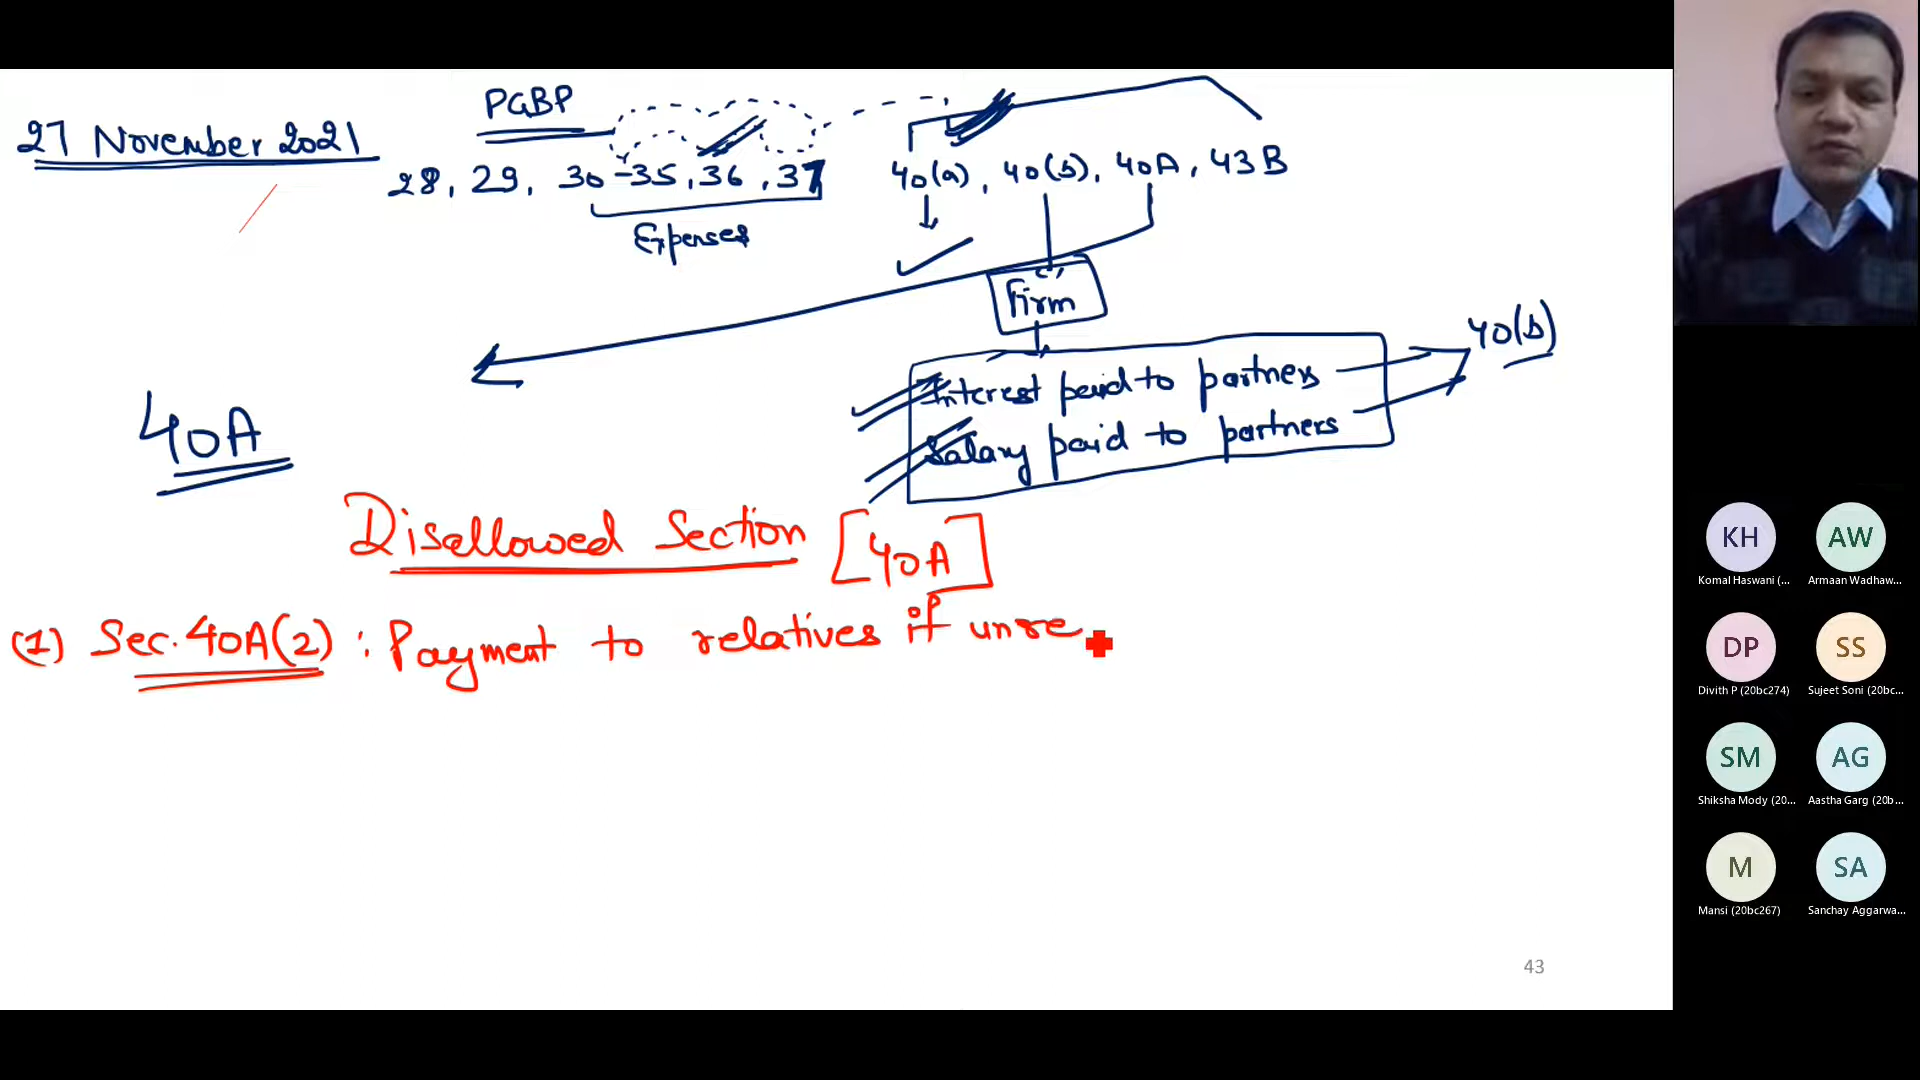 PGBP
27 November 2021
28, 29, 30-35, 36, 37
40(a), 40(b), 40A, 43B
Expenses
Firm
40(b)
Interest paid to partners
Salary paid to partners
40A
Disallowed Section [40A]
(1) Sec. 40A(2) : Payment to relatives if unre
43
KH
AW
Komal Haswani (...
Armaan Wadhaw...
DP
SS
Divith P (20bc274)
Sujeet Soni (20bc...
SM
AG
Shiksha Mody (20...
Aastha Garg (20b...
M
SA
Mansi (20bc267)
Sanchay Aggarwa...